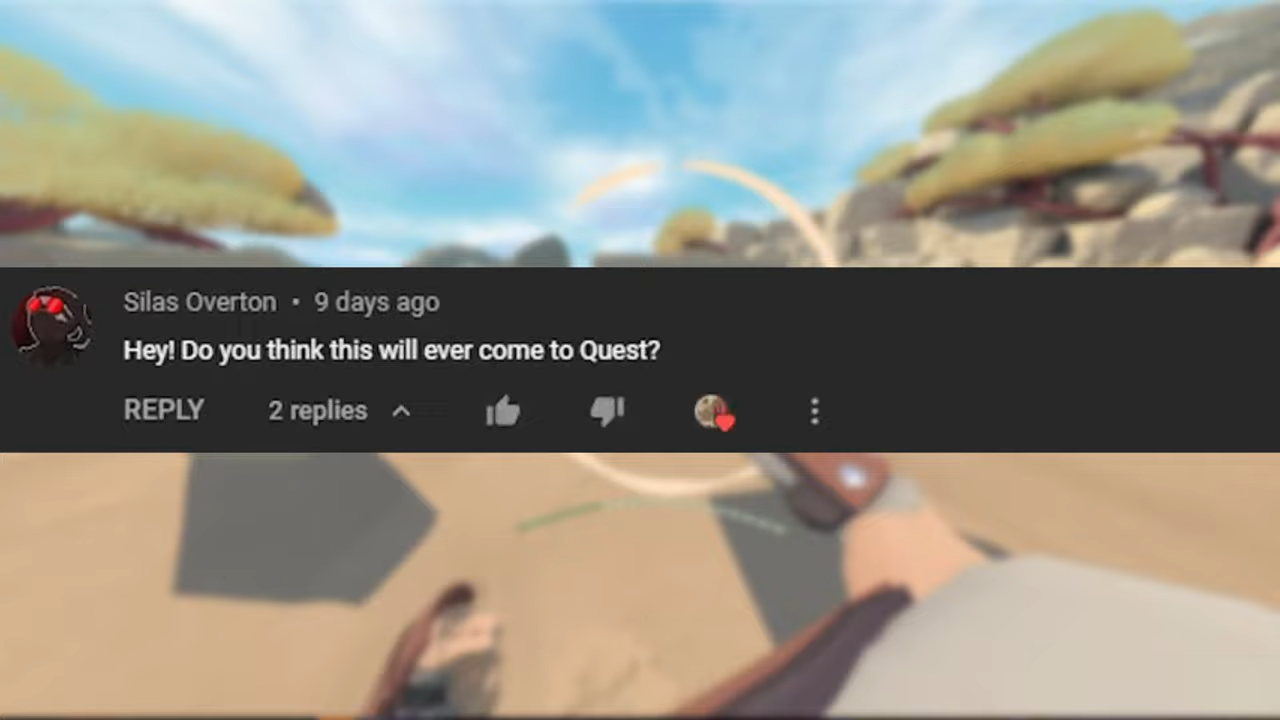 Silas Overton • 9 days ago
Hey! Do you think this will ever come to Quest?
REPLY 2 replies